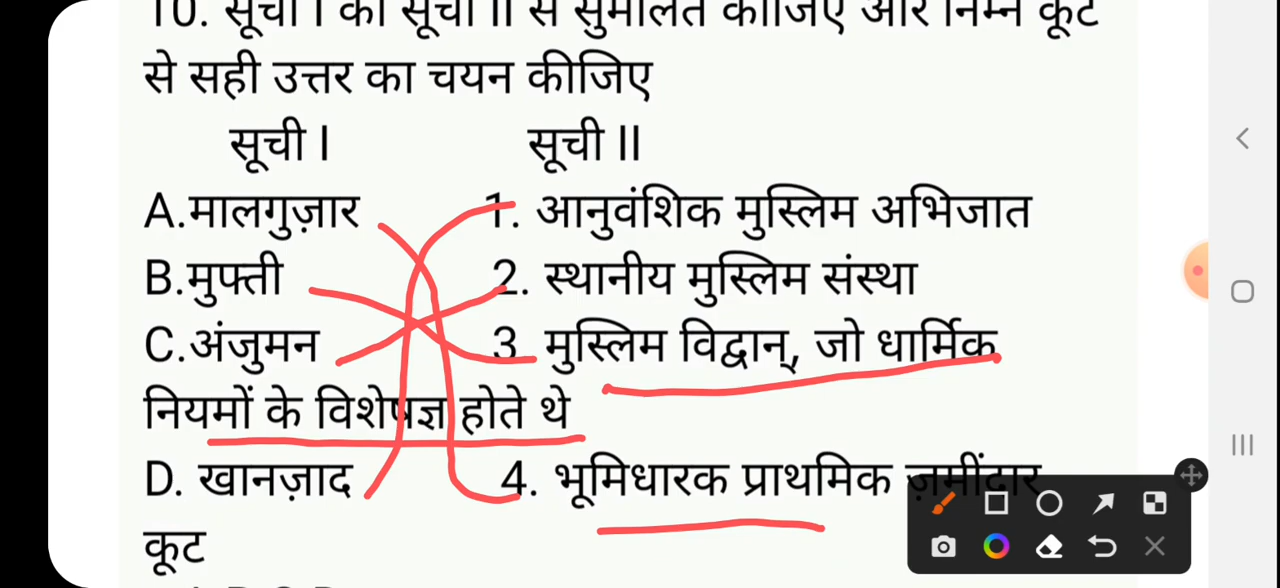 10. सूची I को सूची II से सुमेलित कीजिए और निम्न कूट
से सही उत्तर का चयन कीजिए
सूची I सूची II
A.मालगुज़ार 1. आनुवंशिक मुस्लिम अभिजात
B.मुफ्ती 2. स्थानीय मुस्लिम संस्था
C.अंजुमन 3 मुस्लिम विद्वान्, जो धार्मिक
नियमों के विशेषज्ञ होते थे
D. खानज़ाद 4. भूमिधारक प्राथमिक ज़मींदार
कूट